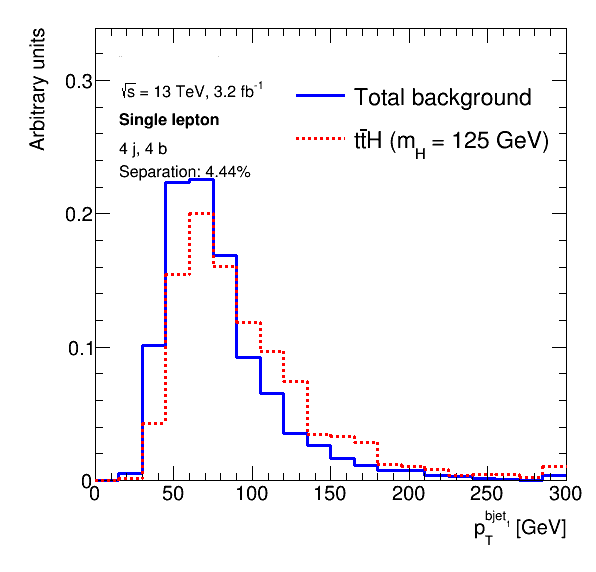 Arbitrary units
0.3
0.2
0.1
0
√s = 13 TeV, 3.2 fb⁻¹
Single lepton
4 j, 4 b
Separation: 4.44%
Total background
tt̄H (m_H = 125 GeV)
0 50 100 150 200 250 300
p_T^bjet₁ [GeV]